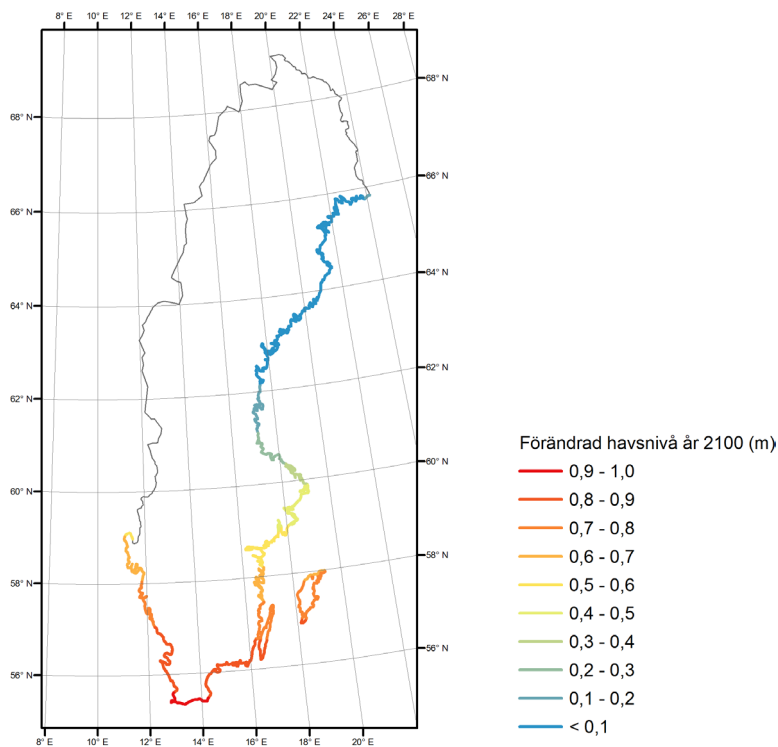 8° E 10° E 12° E 14° E 16° E 18° E 20° E 22° E 24° E 26° E 28° E
68° N
68° N
66° N
66° N
64° N
64° N
62° N
62° N
60° N
60° N
58° N
58° N
56° N
56° N
8° E 10° E 12° E 14° E 16° E 18° E 20° E
Förändrad havsnivå år 2100 (m)
0,9 - 1,0
0,8 - 0,9
0,7 - 0,8
0,6 - 0,7
0,5 - 0,6
0,4 - 0,5
0,3 - 0,4
0,2 - 0,3
0,1 - 0,2
< 0,1